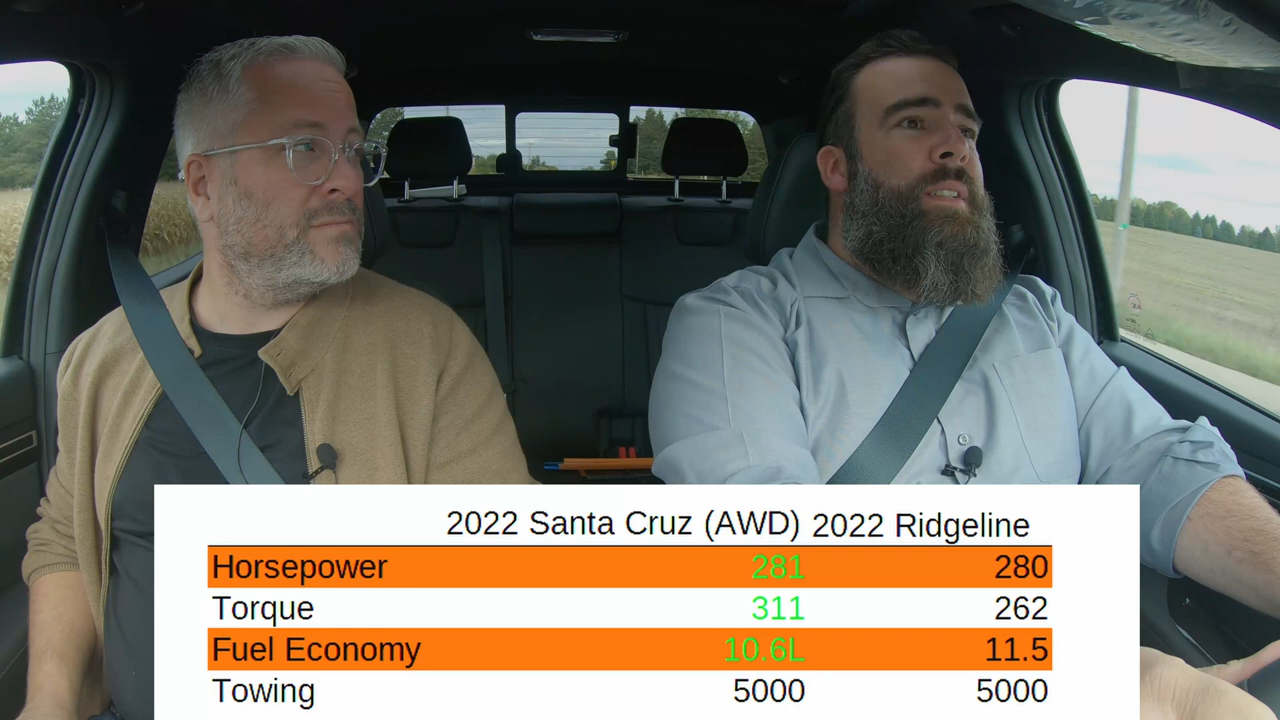 2022 Santa Cruz (AWD) 2022 Ridgeline
Horsepower 281 280
Torque 311 262
Fuel Economy 10.6L 11.5
Towing 5000 5000